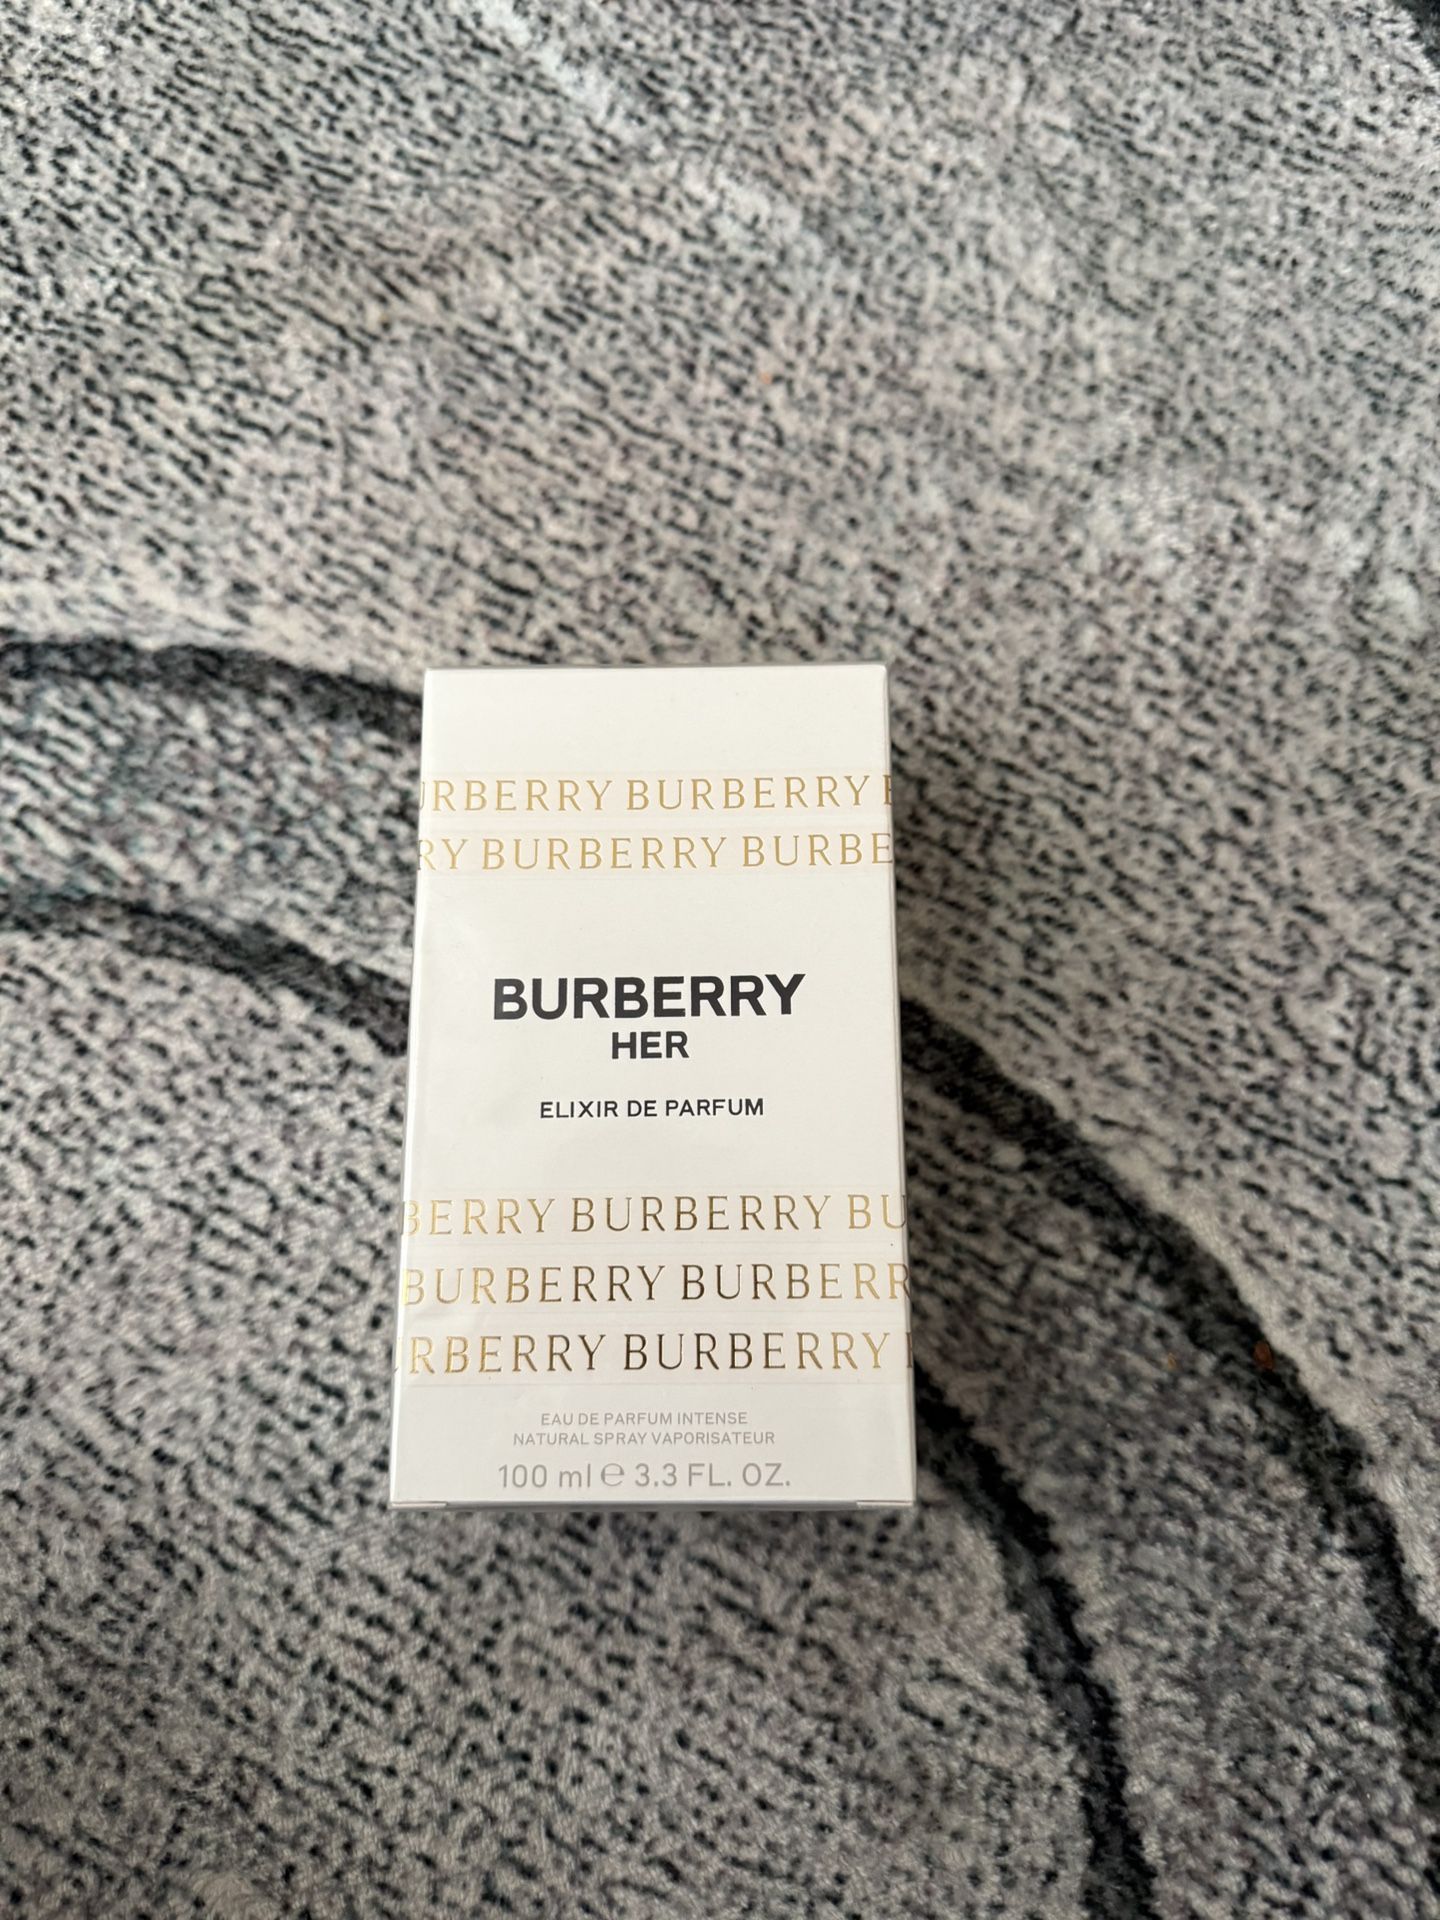 URBERRY BURBERRY B
RY BURBERRY BURBE
BURBERRY
HER
ELIXIR DE PARFUM
BERRY BURBERRY BU
BURBERRY BURBERR
RBERRY BURBERRY
EAU DE PARFUM INTENSE
NATURAL SPRAY VAPORISATEUR
100 ml ℮ 3.3 FL. OZ.